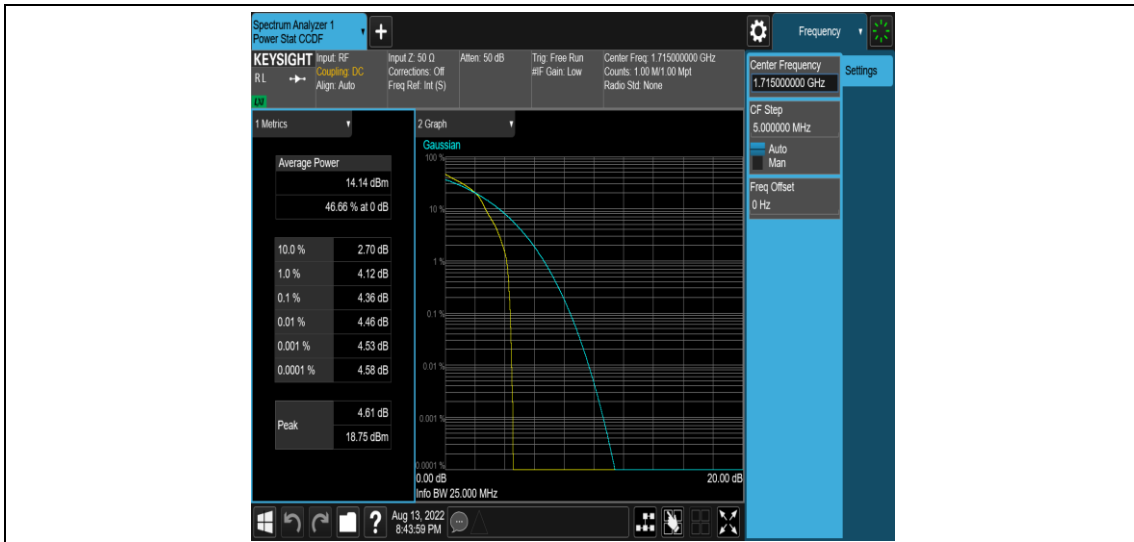 Spectrum Analyzer 1
Power Stat CCDF
+
Frequency
KEYSIGHT
RL
LXI
Input: RF
Coupling: DC
Align: Auto
Input Z: 50 Ω
Corrections: Off
Freq Ref: Int (S)
Atten: 50 dB
Trig: Free Run
#IF Gain: Low
Center Freq: 1.715000000 GHz
Counts: 1.00 M/1.00 Mpt
Radio Std: None
Center Frequency
1.715000000 GHz
Settings
CF Step
5.000000 MHz
Auto
Man
Freq Offset
0 Hz
1 Metrics
Average Power
14.14 dBm
46.66 % at 0 dB
10.0 % 2.70 dB
1.0 % 4.12 dB
0.1 % 4.36 dB
0.01 % 4.46 dB
0.001 % 4.53 dB
0.0001 % 4.58 dB
Peak
4.61 dB
18.75 dBm
2 Graph
Gaussian
100 %
10 %
1 %
0.1 %
0.01 %
0.001 %
0.0001 %
0.00 dB 20.00 dB
Info BW 25.000 MHz
?
Aug 13, 2022
8:43:59 PM